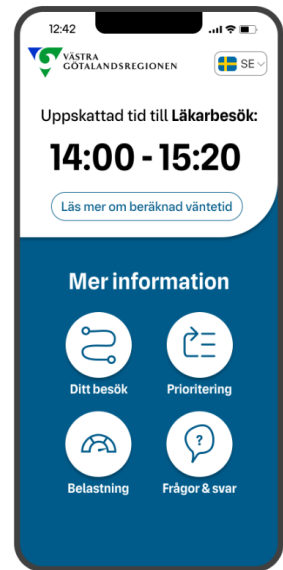 12:42
VÄSTRA
GÖTALANDSREGIONEN
SE
Uppskattad tid till Läkarbesök:
14:00 - 15:20
Läs mer om beräknad väntetid
Mer information
Ditt besök
Prioritering
?
Belastning
Frågor & svar